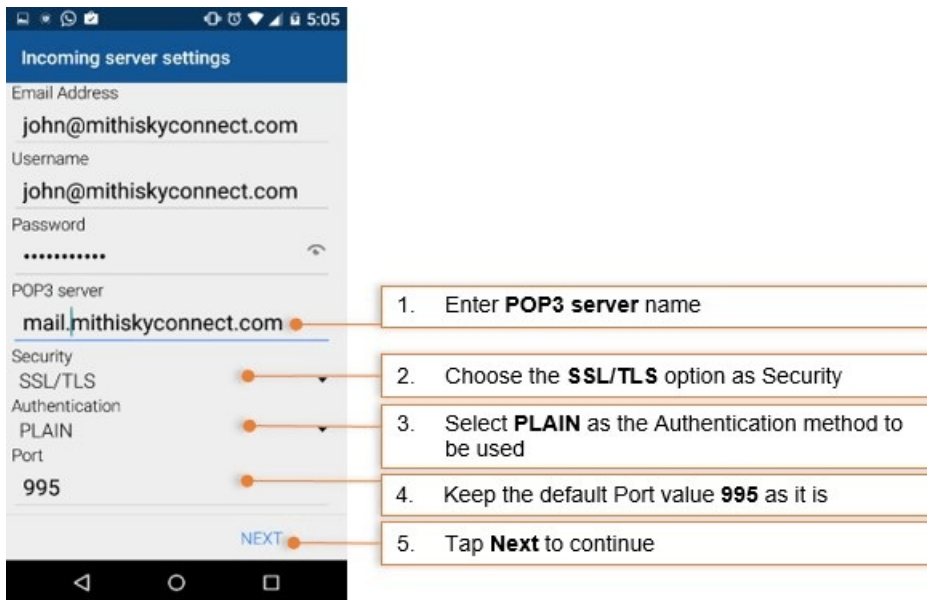 5:05
Incoming server settings
Email Address
john@mithiskyconnect.com
Username
john@mithiskyconnect.com
Password
•••••••••••
POP3 server
mail.mithiskyconnect.com
Security
SSL/TLS
Authentication
PLAIN
Port
995
NEXT
1. Enter POP3 server name
2. Choose the SSL/TLS option as Security
3. Select PLAIN as the Authentication method to
be used
4. Keep the default Port value 995 as it is
5. Tap Next to continue